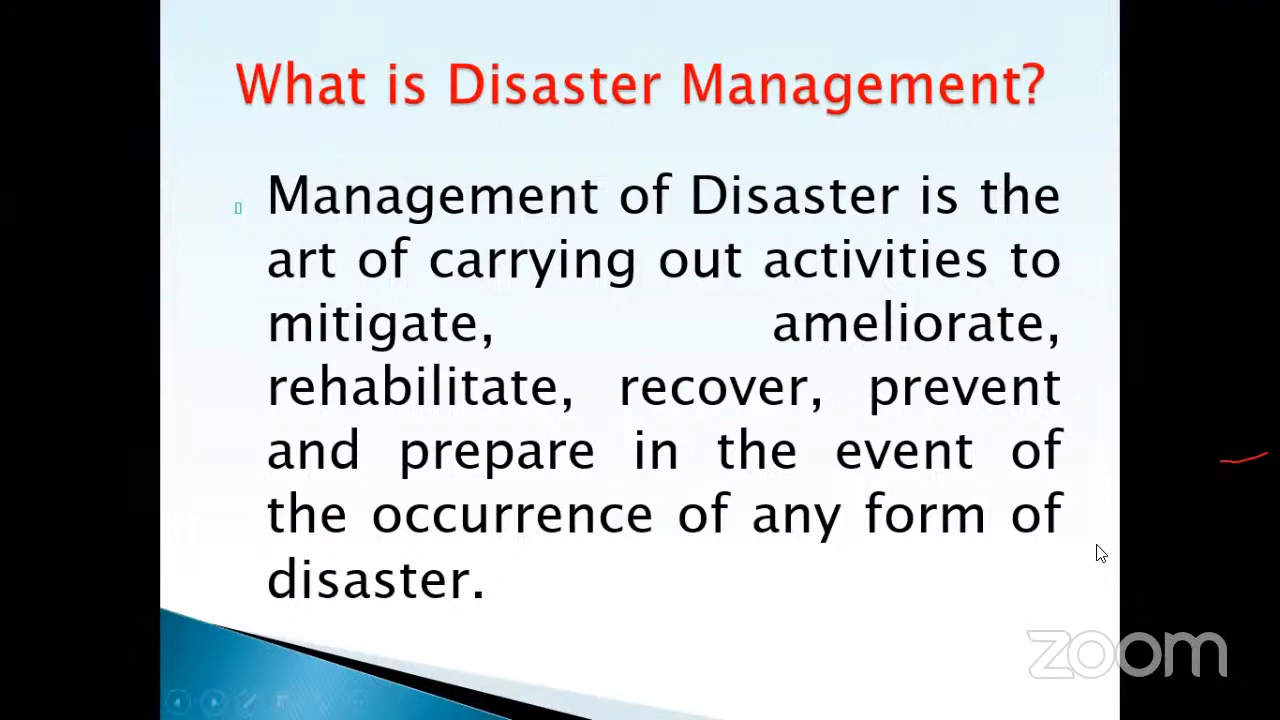 What is Disaster Management?
Management of Disaster is the
art of carrying out activities to
mitigate, ameliorate,
rehabilitate, recover, prevent
and prepare in the event of
the occurrence of any form of
disaster.
zoom